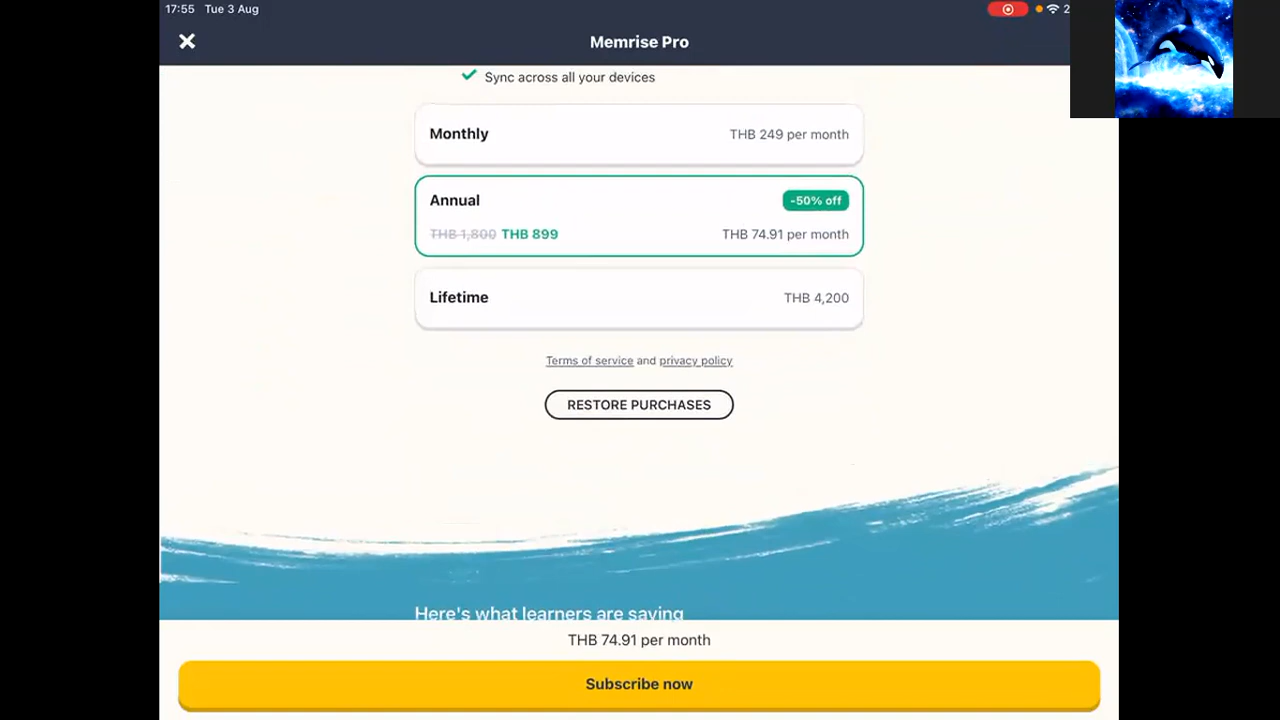 17:55 Tue 3 Aug 2
Memrise Pro
Sync across all your devices
Monthly THB 249 per month
Annual -50% off
THB 1,800 THB 899 THB 74.91 per month
Lifetime THB 4,200
Terms of service and privacy policy
RESTORE PURCHASES
Here's what learners are saying
THB 74.91 per month
Subscribe now